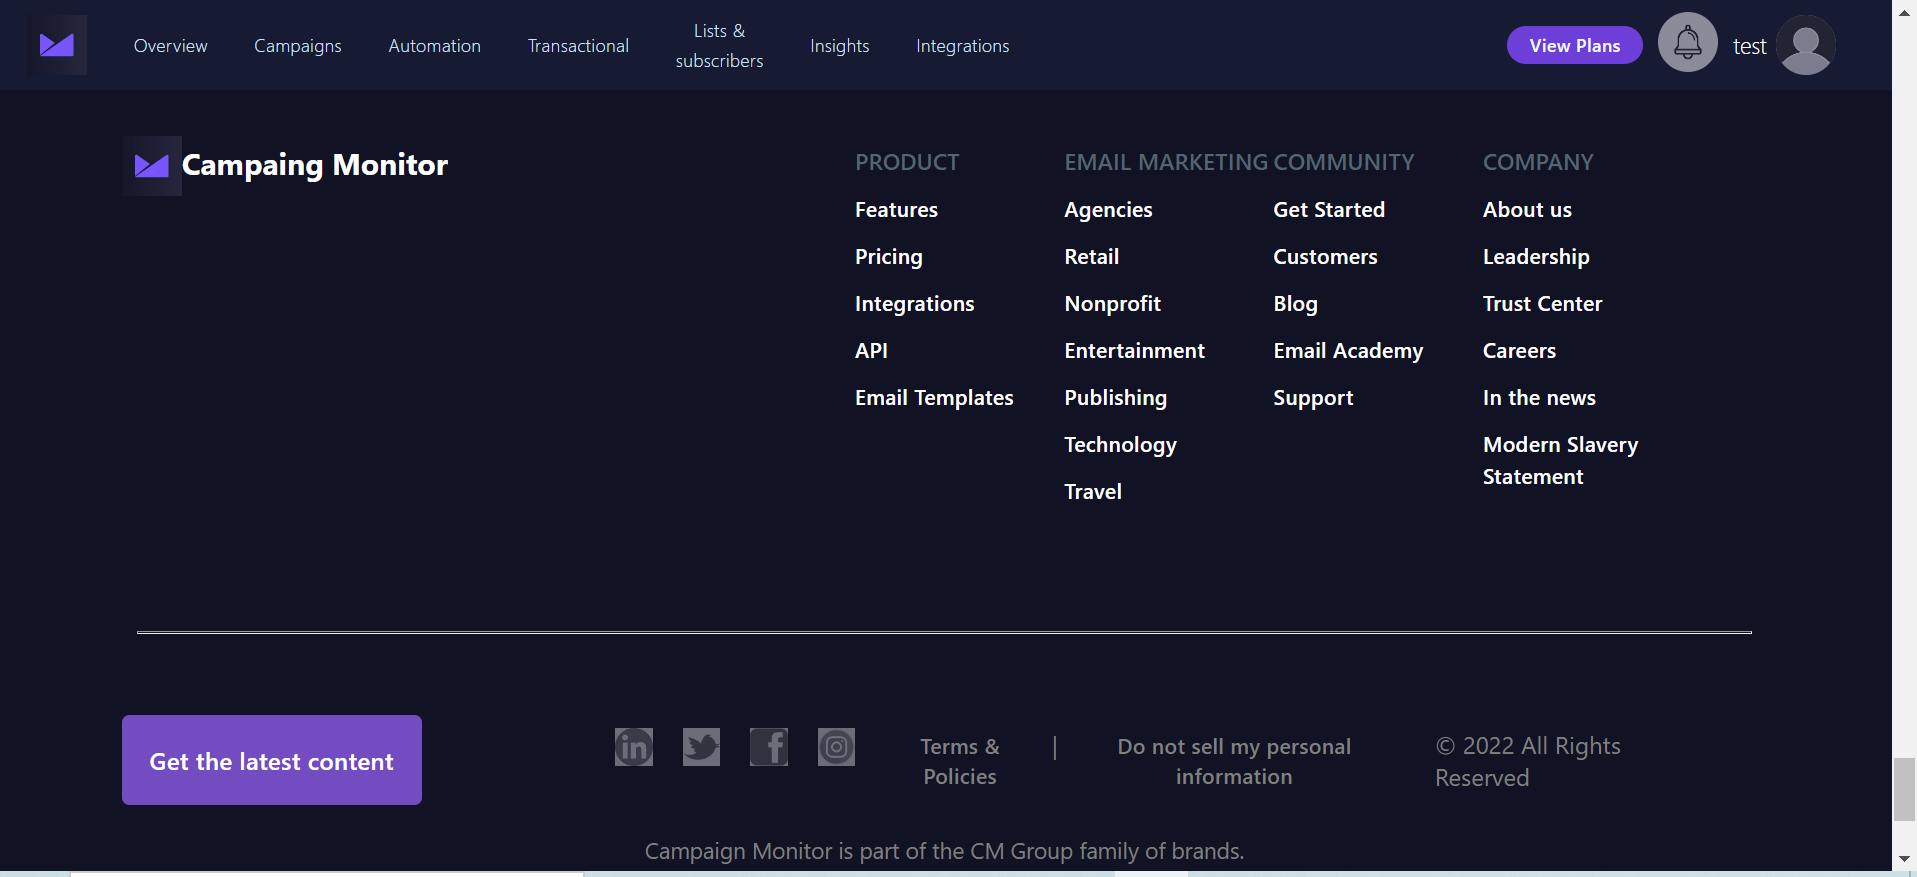 Overview
Campaigns
Automation
Transactional
Lists &
subscribers
Insights
Integrations
View Plans
test
Campaing Monitor
PRODUCT
Features
Pricing
Integrations
API
Email Templates
EMAIL MARKETING
Agencies
Retail
Nonprofit
Entertainment
Publishing
Technology
Travel
COMMUNITY
Get Started
Customers
Blog
Email Academy
Support
COMPANY
About us
Leadership
Trust Center
Careers
In the news
Modern Slavery
Statement
Get the latest content
in
f
Terms &
Policies
|
Do not sell my personal
information
© 2022 All Rights
Reserved
Campaign Monitor is part of the CM Group family of brands.